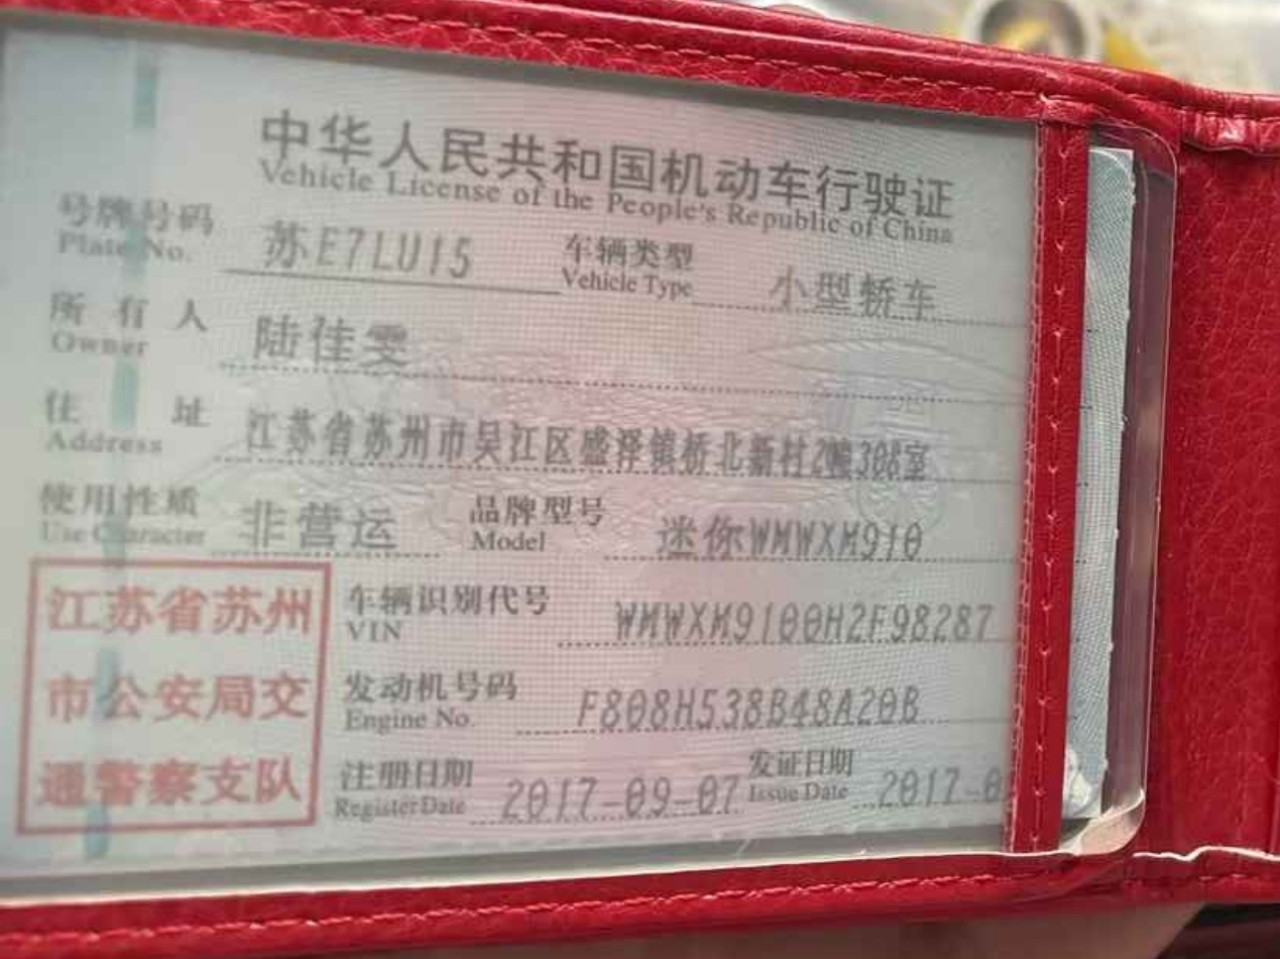 中华人民共和国机动车行驶证
Vehicle License of the People's Republic of China
号牌号码 苏E7LU15 车辆类型 小型轿车
Plate No. Vehicle Type
所有人 陆佳雯
Owner
住址 江苏省苏州市吴江区盛泽镇桥北新村2幢308室
Address
使用性质 非营运 品牌型号 迷你WMWXM910
Use Character Model
江苏省苏州
市公安局交
通警察支队
车辆识别代号 WMWXM9100H2F98287
VIN
发动机号码 F808H538B48A20B
Engine No.
注册日期 2017-09-07 发证日期 2017-0
Register Date Issue Date